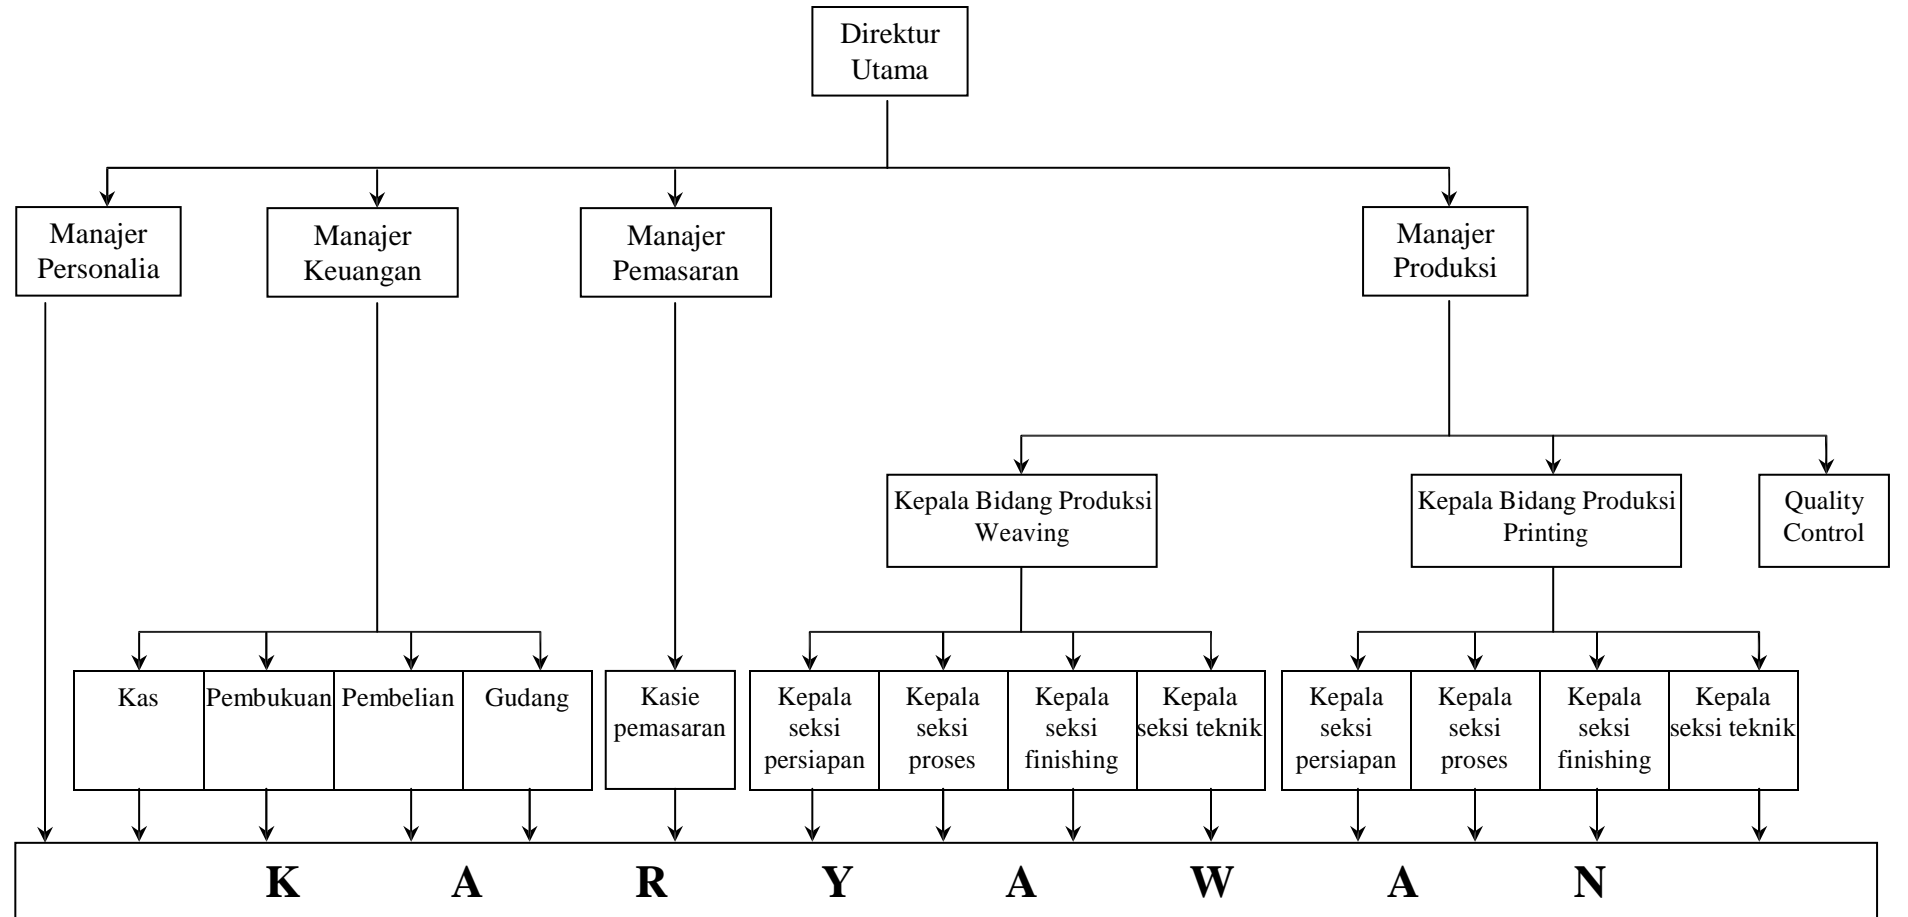 Direktur
Utama
Manajer
Personalia
Manajer
Keuangan
Manajer
Pemasaran
Manajer
Produksi
Kepala Bidang Produksi
Weaving
Kepala Bidang Produksi
Printing
Quality
Control
Kas
Pembukuan
Pembelian
Gudang
Kasie
pemasaran
Kepala
seksi
persiapan
Kepala
seksi
proses
Kepala
seksi
finishing
Kepala
seksi teknik
Kepala
seksi
persiapan
Kepala
seksi
proses
Kepala
seksi
finishing
Kepala
seksi teknik
K A R Y A W A N